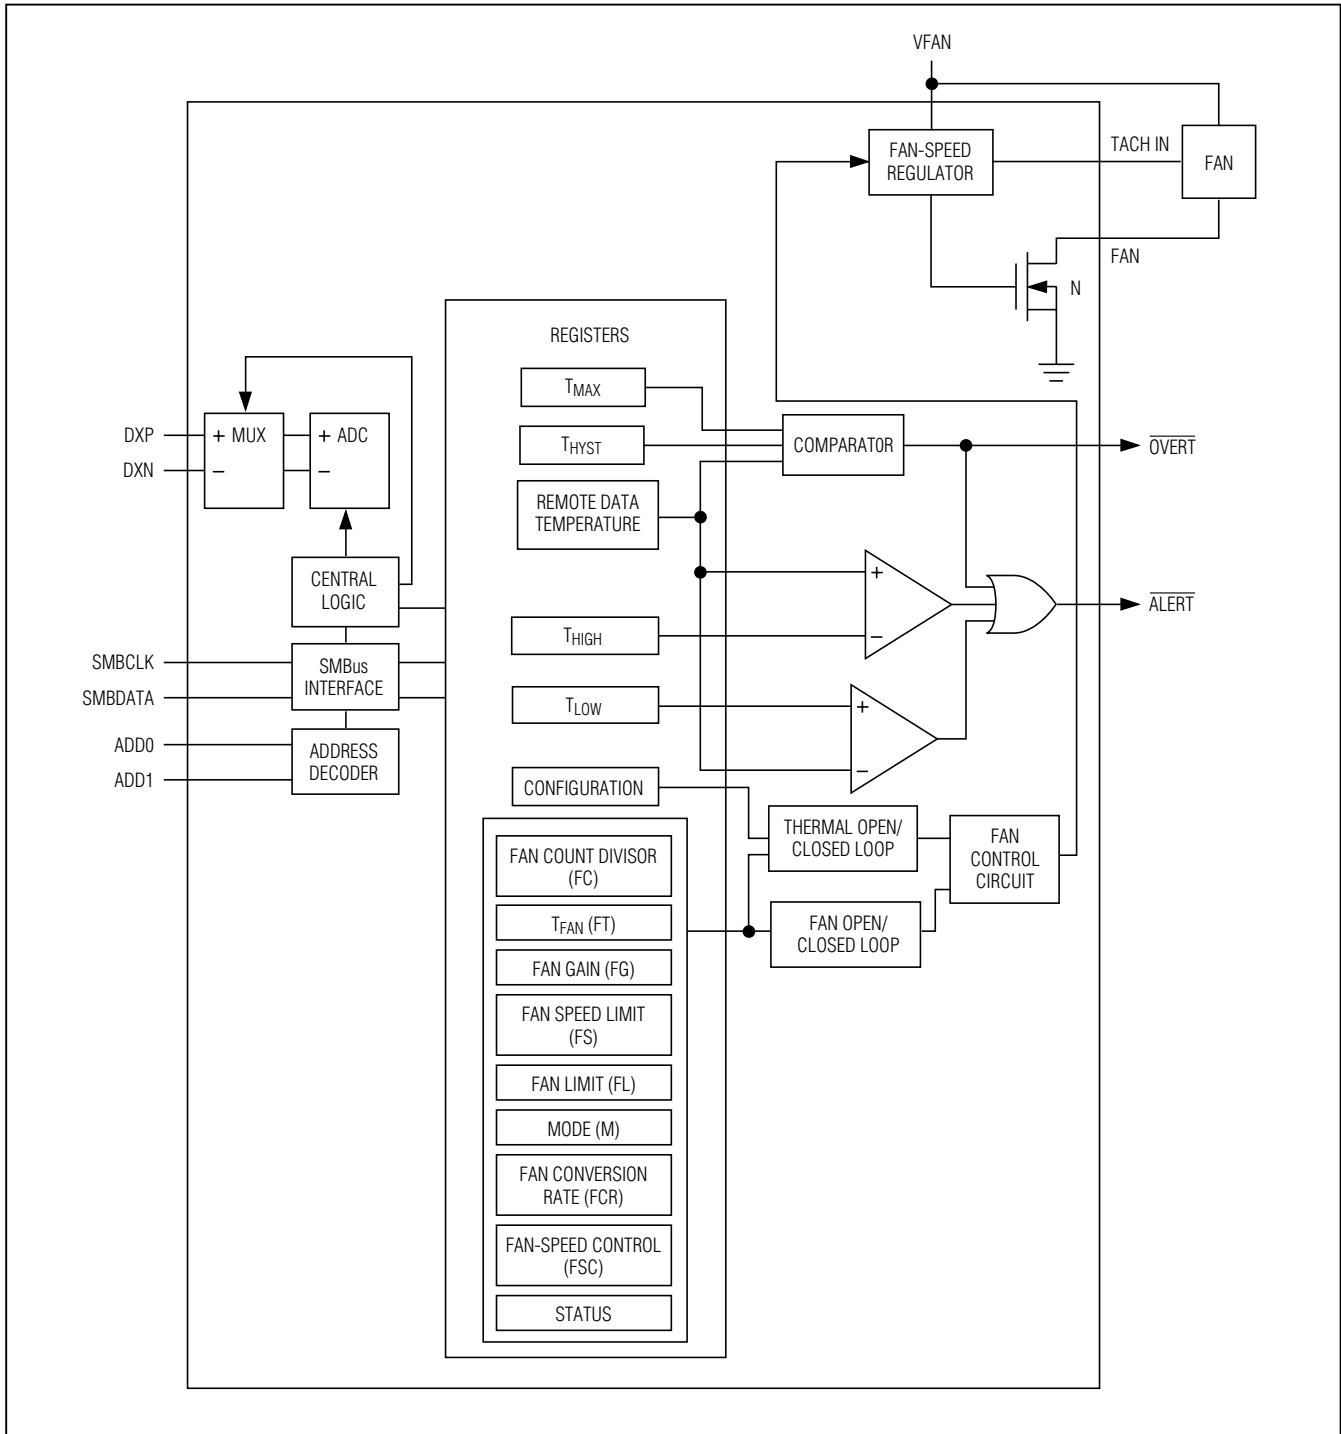 VFAN
FAN-SPEED
REGULATOR
TACH IN
FAN
FAN
N
REGISTERS
TMAX
THYST
REMOTE DATA
TEMPERATURE
THIGH
TLOW
CONFIGURATION
FAN COUNT DIVISOR
(FC)
TFAN (FT)
FAN GAIN (FG)
FAN SPEED LIMIT
(FS)
FAN LIMIT (FL)
MODE (M)
FAN CONVERSION
RATE (FCR)
FAN-SPEED CONTROL
(FSC)
STATUS
DXP
DXN
+ MUX
−
+ ADC
−
CENTRAL
LOGIC
SMBCLK
SMBDATA
SMBus
INTERFACE
ADD0
ADD1
ADDRESS
DECODER
COMPARATOR
OVERT
+
−
ALERT
+
−
THERMAL OPEN/
CLOSED LOOP
FAN OPEN/
CLOSED LOOP
FAN
CONTROL
CIRCUIT